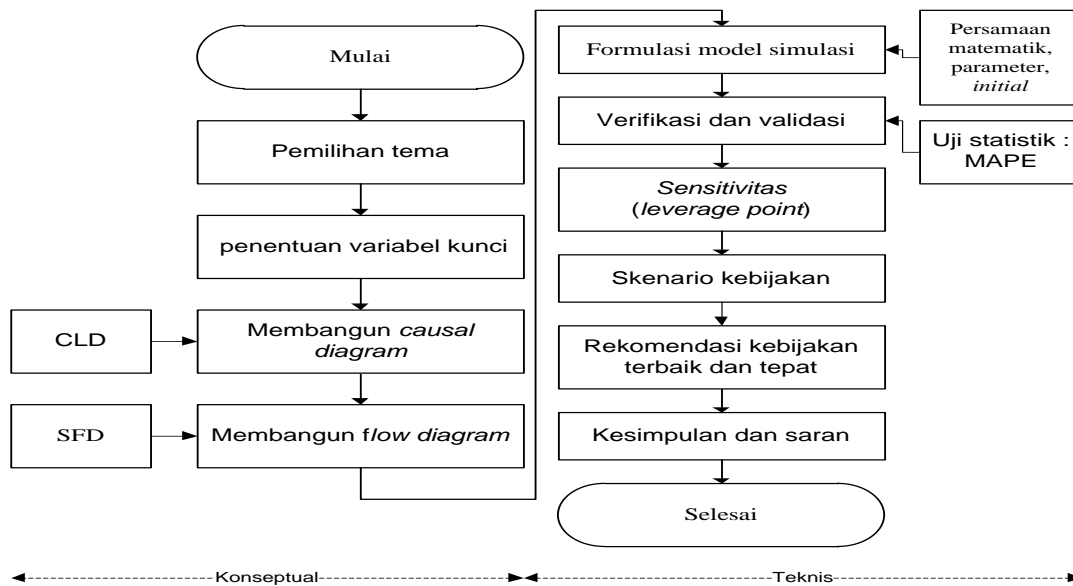 Mulai
Pemilihan tema
penentuan variabel kunci
CLD
Membangun causal
diagram
SFD
Membangun flow diagram
Formulasi model simulasi
Persamaan
matematik,
parameter,
initial
Verifikasi dan validasi
Uji statistik :
MAPE
Sensitivitas
(leverage point)
Skenario kebijakan
Rekomendasi kebijakan
terbaik dan tepat
Kesimpulan dan saran
Selesai
Konseptual
Teknis